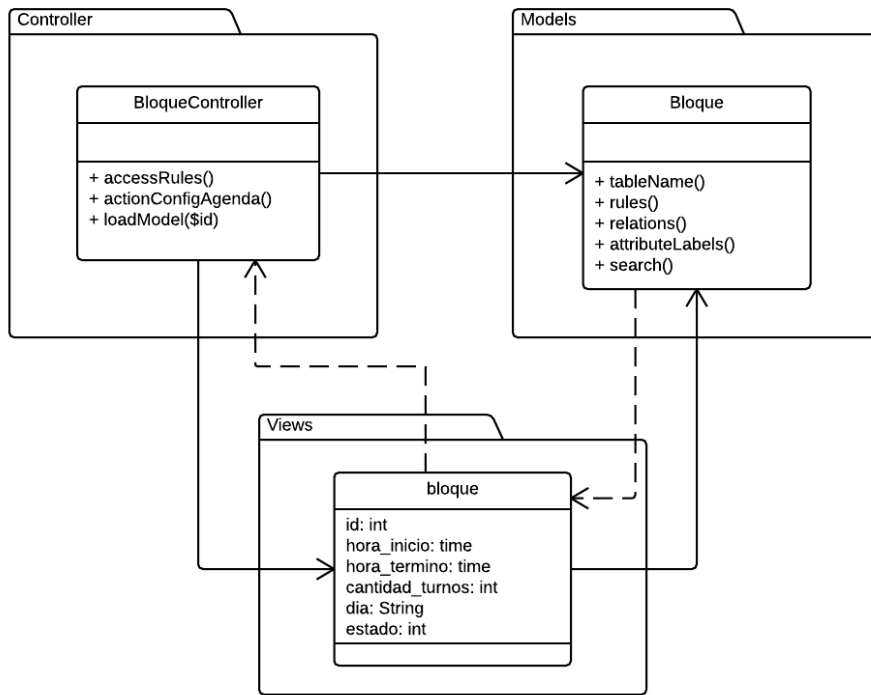 Controller
BloqueController
+ accessRules()
+ actionConfigAgenda()
+ loadModel($id)
Models
Bloque
+ tableName()
+ rules()
+ relations()
+ attributeLabels()
+ search()
Views
bloque
id: int
hora_inicio: time
hora_termino: time
cantidad_turnos: int
dia: String
estado: int